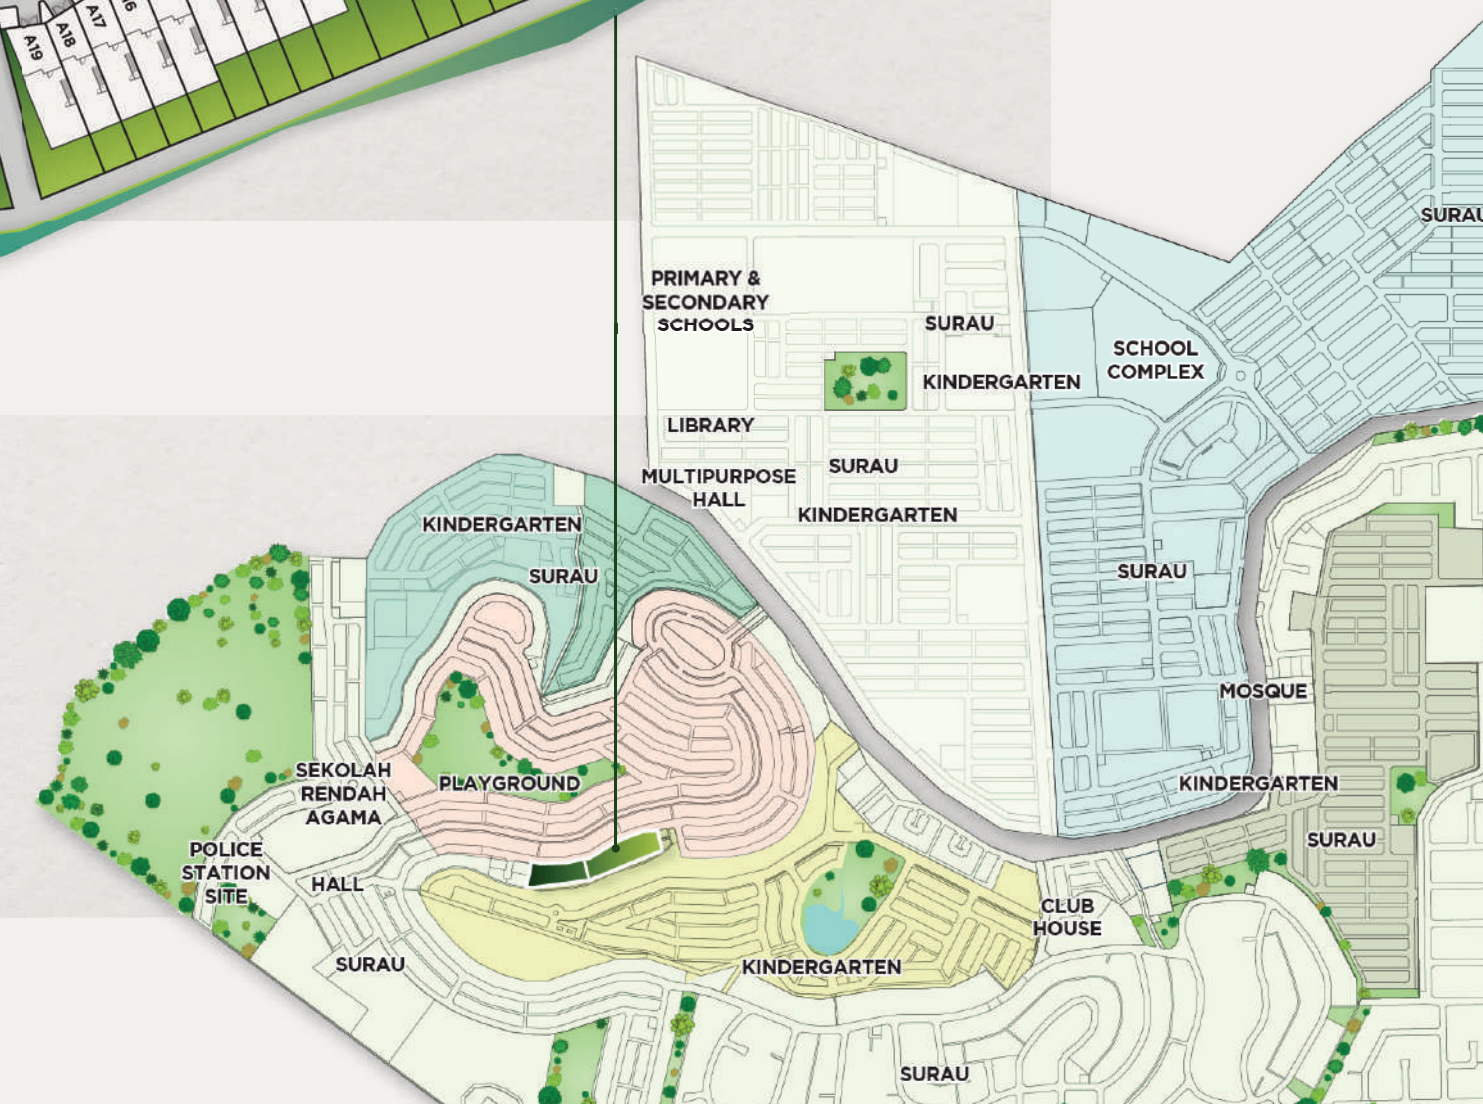 A19
A18
A17
SURAU
PRIMARY &
SECONDARY
SCHOOLS
SURAU
SCHOOL
COMPLEX
KINDERGARTEN
LIBRARY
SURAU
MULTIPURPOSE
HALL
KINDERGARTEN
KINDERGARTEN
SURAU
SURAU
MOSQUE
SEKOLAH
RENDAH
AGAMA
PLAYGROUND
KINDERGARTEN
SURAU
POLICE
STATION
SITE
HALL
CLUB
HOUSE
SURAU
KINDERGARTEN
SURAU